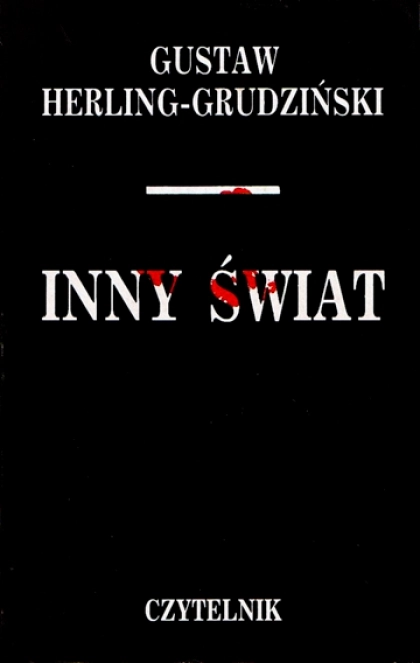 GUSTAW
HERLING-GRUDZIŃSKI
INNY ŚWIAT
CZYTELNIK